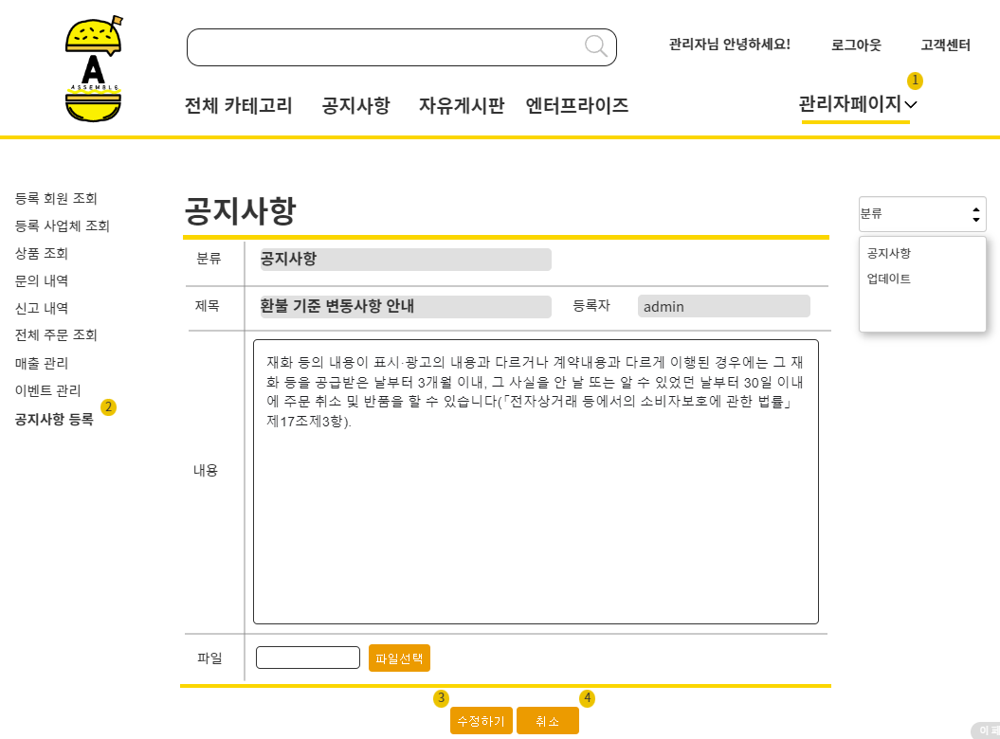 관리자님 안녕하세요!
로그아웃
고객센터
A
ASSEMBLE
1
전체 카테고리
공지사항
자유게시판
엔터프라이즈
관리자페이지
등록 회원 조회
등록 사업체 조회
상품 조회
문의 내역
신고 내역
전체 주문 조회
매출 관리
이벤트 관리
2
공지사항 등록
공지사항
분류
공지사항
제목
환불 기준 변동사항 안내
등록자
admin
내용
재화 등의 내용이 표시·광고의 내용과 다르거나 계약내용과 다르게 이행된 경우에는 그 재
화 등을 공급받은 날부터 3개월 이내, 그 사실을 안 날 또는 알 수 있었던 날부터 30일 이내
에 주문 취소 및 반품을 할 수 있습니다(「전자상거래 등에서의 소비자보호에 관한 법률」
제17조제3항).
파일
파일선택
3
수정하기
4
취소
분류
공지사항
업데이트